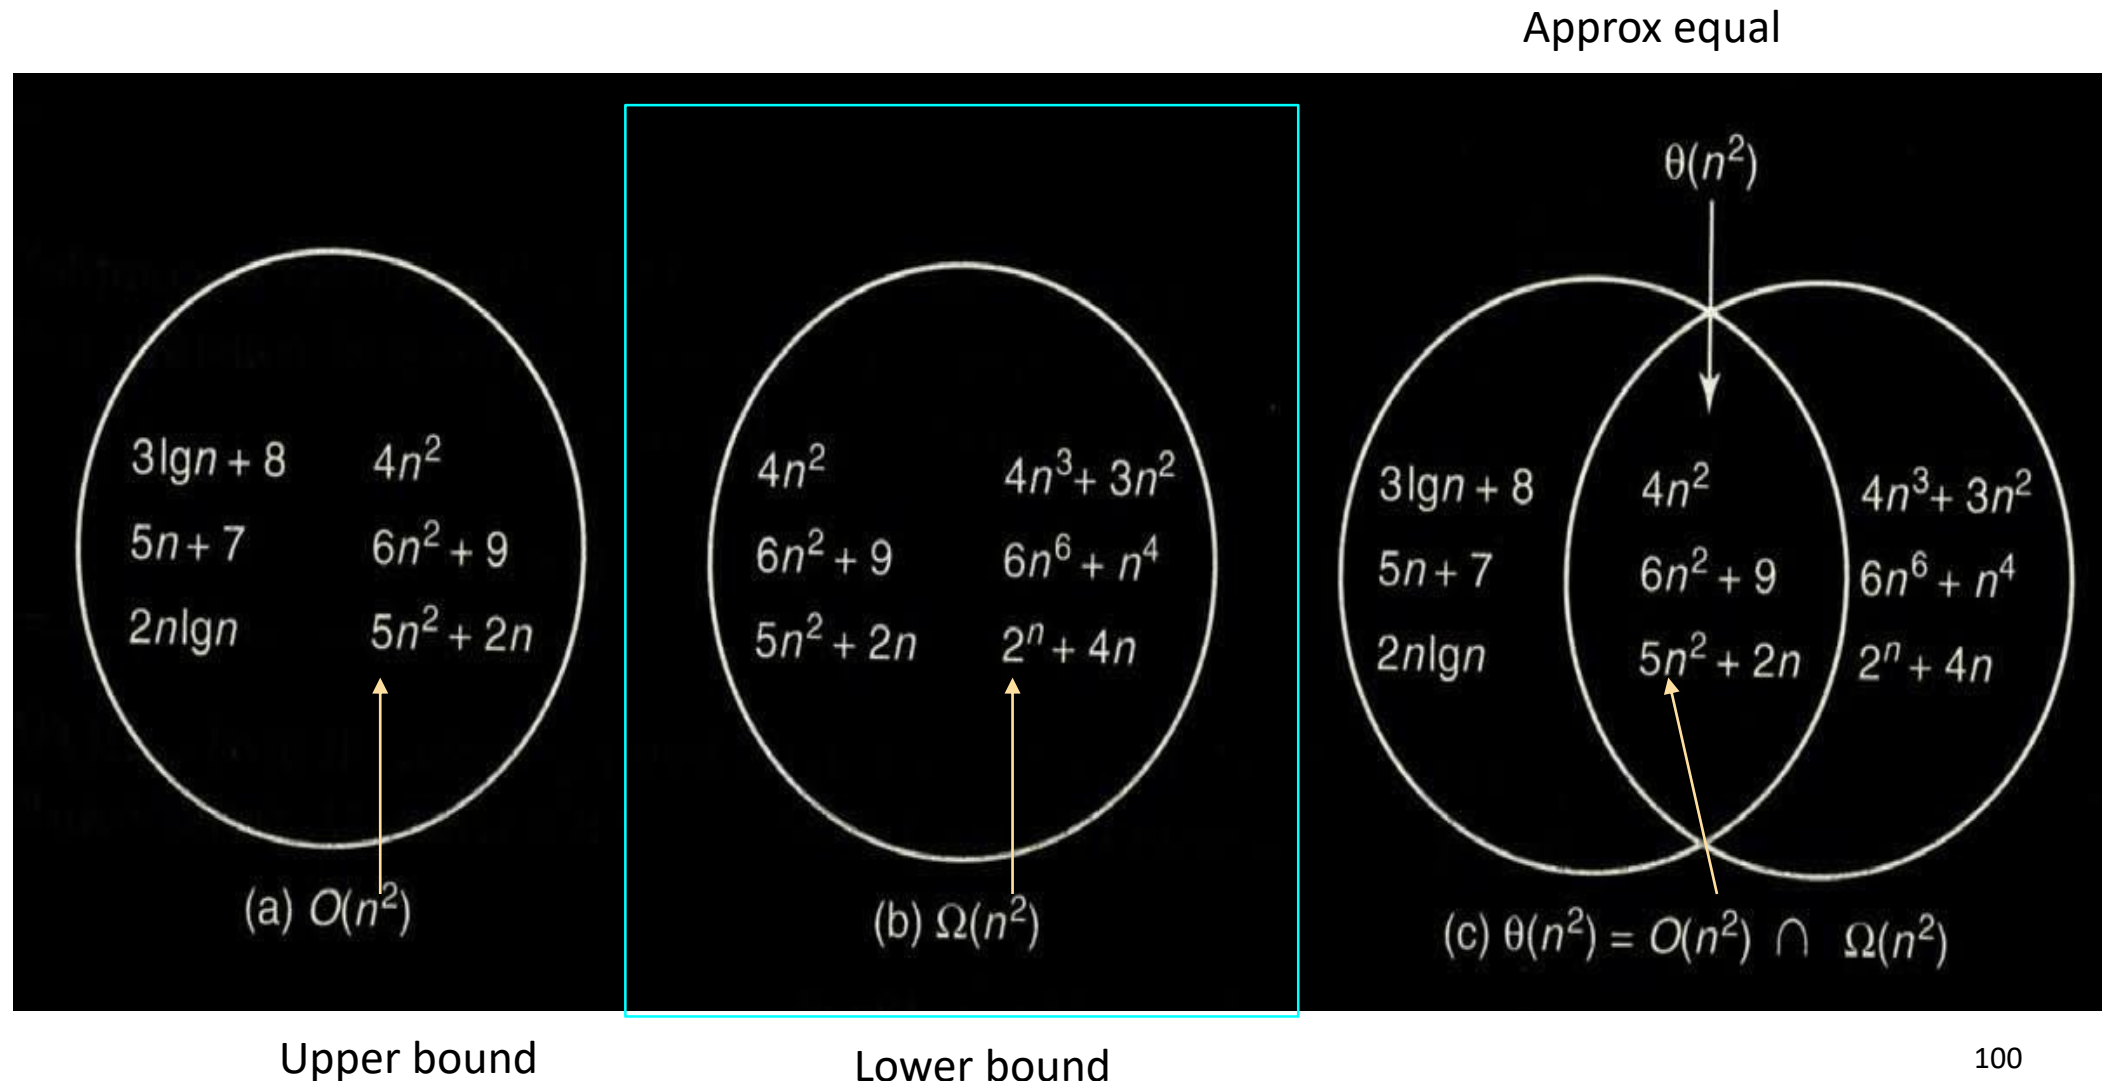 Approx equal
θ(n²)
3lgn + 8 4n²
5n + 7 6n² + 9
2nlgn 5n² + 2n
(a) O(n²)
4n² 4n³+ 3n²
6n² + 9 6n⁶ + n⁴
5n² + 2n 2ⁿ + 4n
(b) Ω(n²)
3lgn + 8 4n² 4n³+ 3n²
5n + 7 6n² + 9 6n⁶ + n⁴
2nlgn 5n² + 2n 2ⁿ + 4n
(c) θ(n²) = O(n²) ∩ Ω(n²)
Upper bound
Lower bound
100